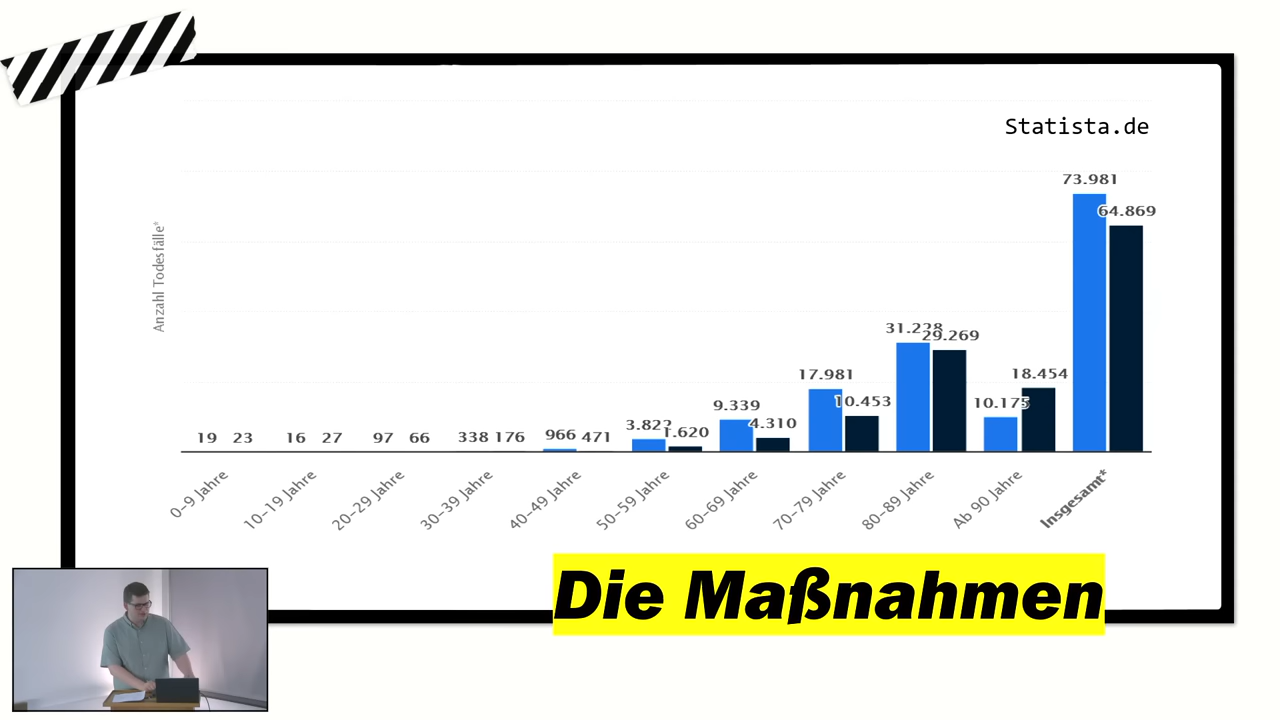 Statista.de
Anzahl Todesfälle*
73.981
64.869
31.228
29.269
17.981
18.454
10.453
10.175
9.339
4.310
3.822
1.620
19 23 16 27 97 66 338 176 966 471
0-9 Jahre 10-19 Jahre 20-29 Jahre 30-39 Jahre 40-49 Jahre 50-59 Jahre 60-69 Jahre 70-79 Jahre 80-89 Jahre Ab 90 Jahre Insgesamt*
Die Maßnahmen